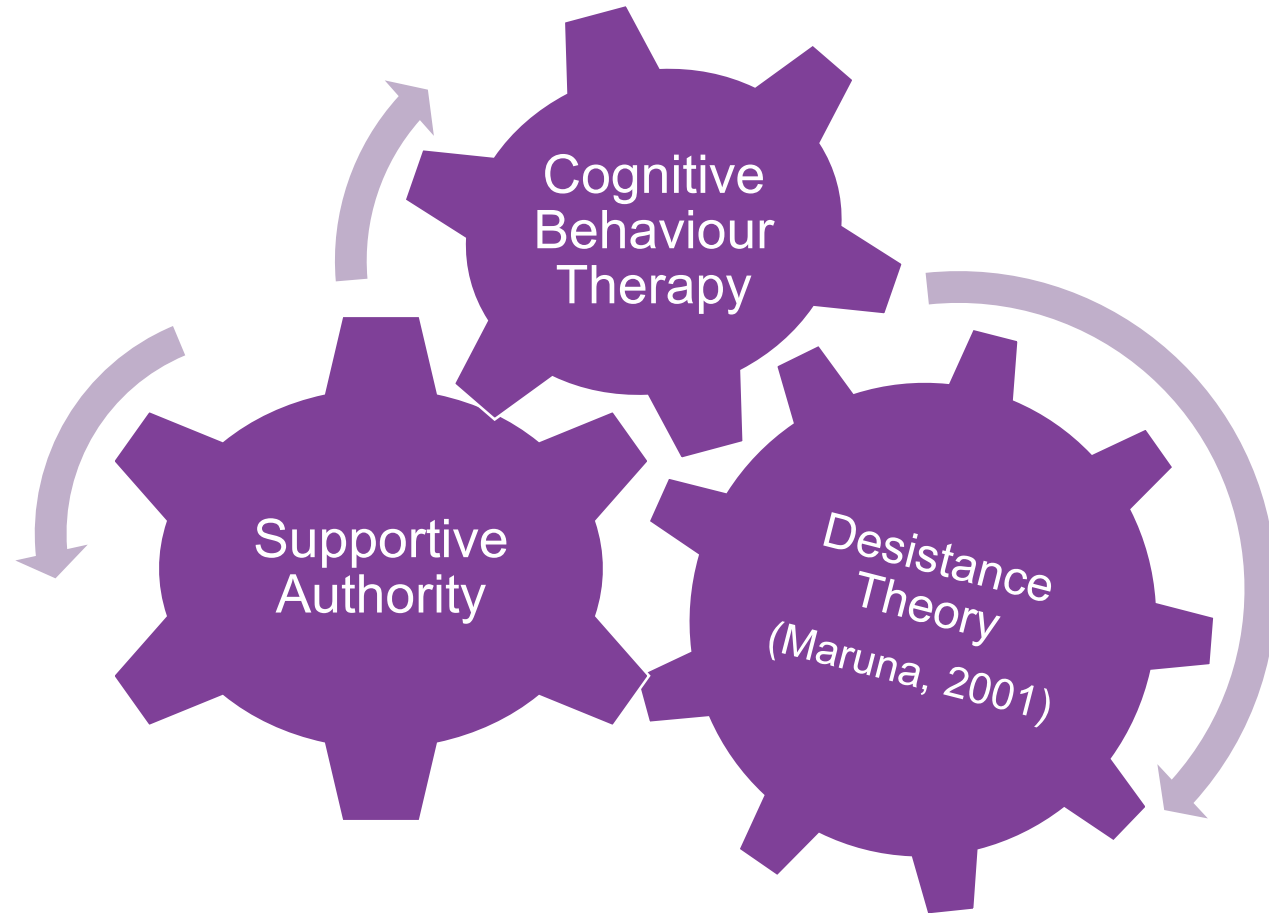 Cognitive
Behaviour
Therapy
Supportive
Authority
Desistance
Theory
(Maruna, 2001)